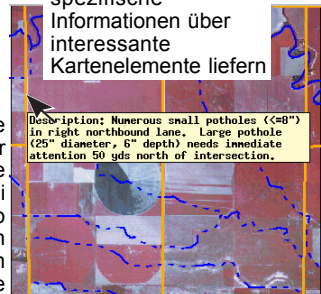 spezifische
Informationen über
interessante
Kartenelemente liefern
Description: Numerous small potholes (<=8")
in right northbound lane. Large pothole
(25" diameter, 6" depth) needs immediate
attention 50 yds north of intersection.